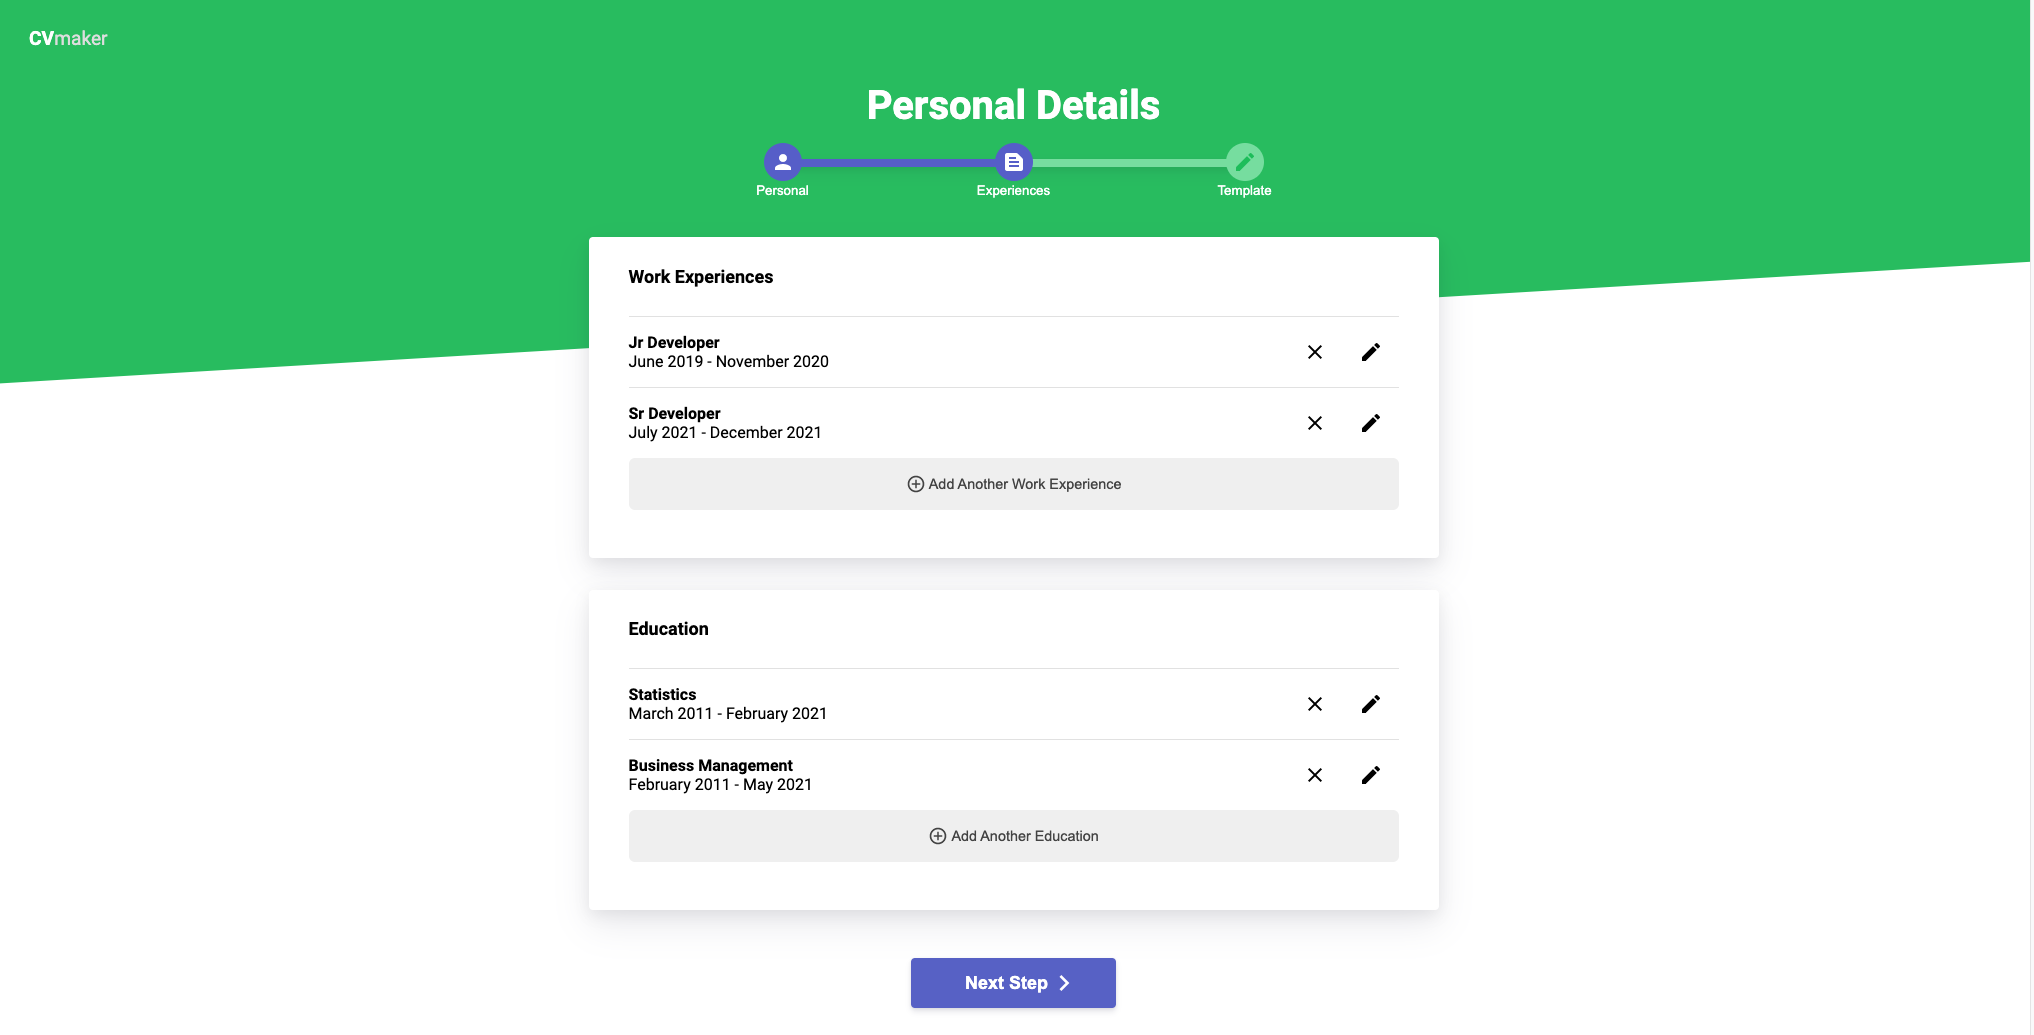 CVmaker
Personal Details
Personal
Experiences
Template
Work Experiences
Jr Developer
June 2019 - November 2020
Sr Developer
July 2021 - December 2021
Add Another Work Experience
Education
Statistics
March 2011 - February 2021
Business Management
February 2011 - May 2021
Add Another Education
Next Step